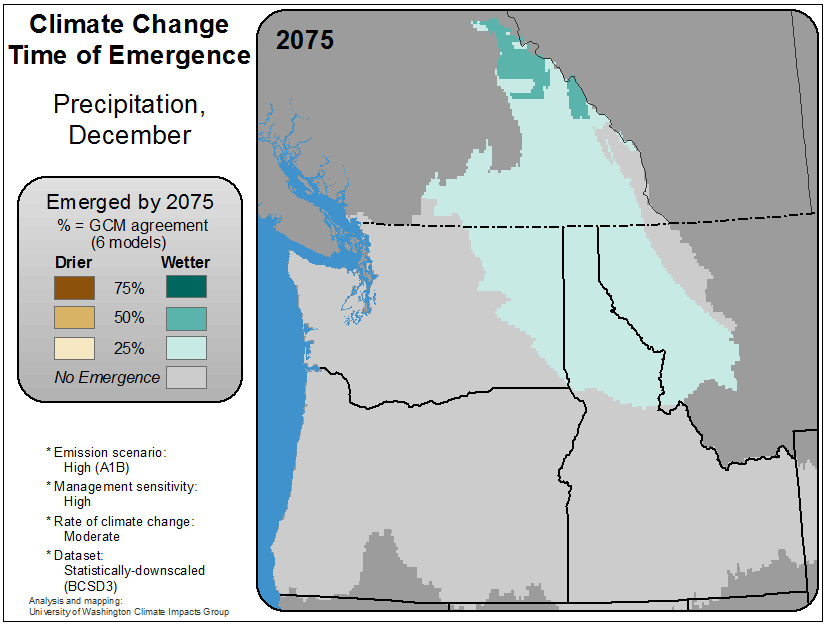 Climate Change
Time of Emergence
Precipitation,
December
Emerged by 2075
% = GCM agreement
(6 models)
Drier Wetter
75%
50%
25%
No Emergence
* Emission scenario:
High (A1B)
* Management sensitivity:
High
* Rate of climate change:
Moderate
* Dataset:
Statistically-downscaled
(BCSD3)
Analysis and mapping:
University of Washington Climate Impacts Group
2075